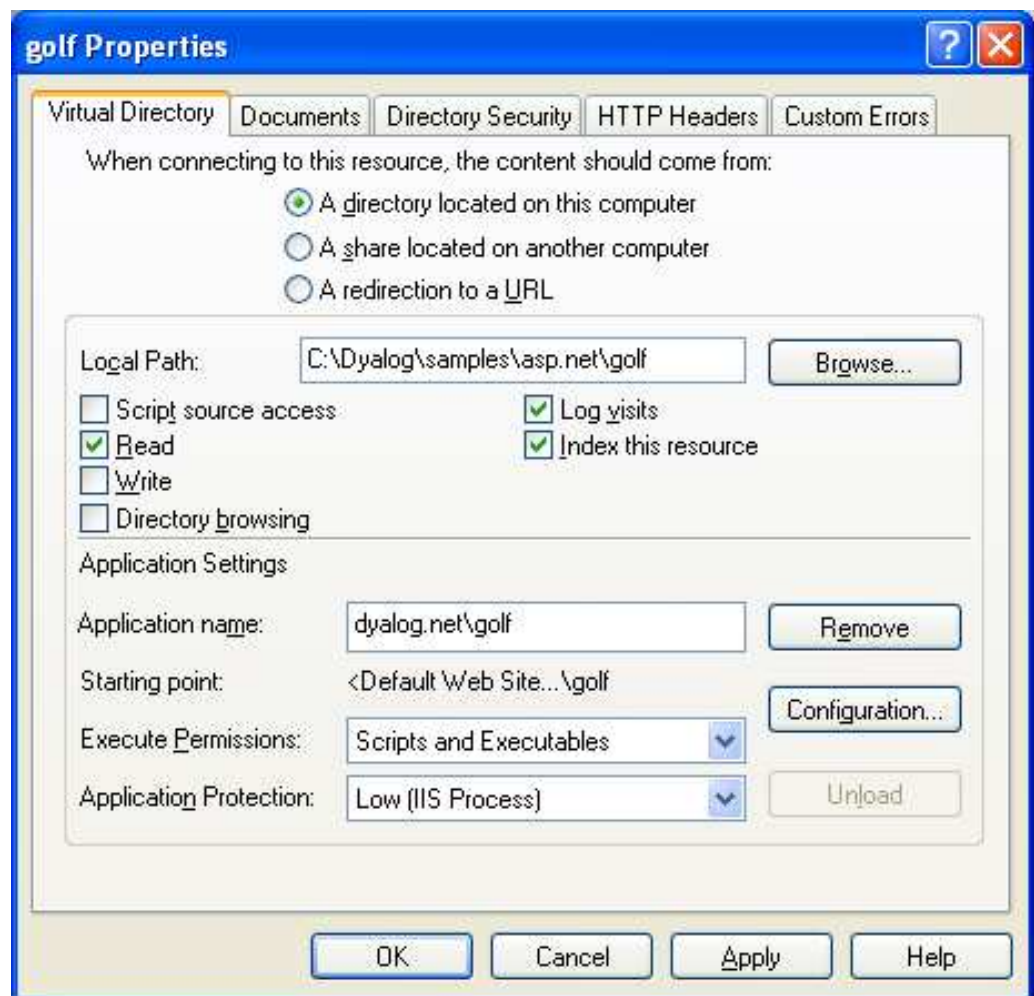 golf Properties
Virtual Directory Documents Directory Security HTTP Headers Custom Errors
When connecting to this resource, the content should come from:
A directory located on this computer
A share located on another computer
A redirection to a URL
Local Path: C:\Dyalog\samples\asp.net\golf Browse...
Script source access Log visits
Read Index this resource
Write
Directory browsing
Application Settings
Application name: dyalog.net\golf Remove
Starting point: <Default Web Site...\golf
Configuration...
Execute Permissions: Scripts and Executables
Application Protection: Low (IIS Process) Unload
OK Cancel Apply Help